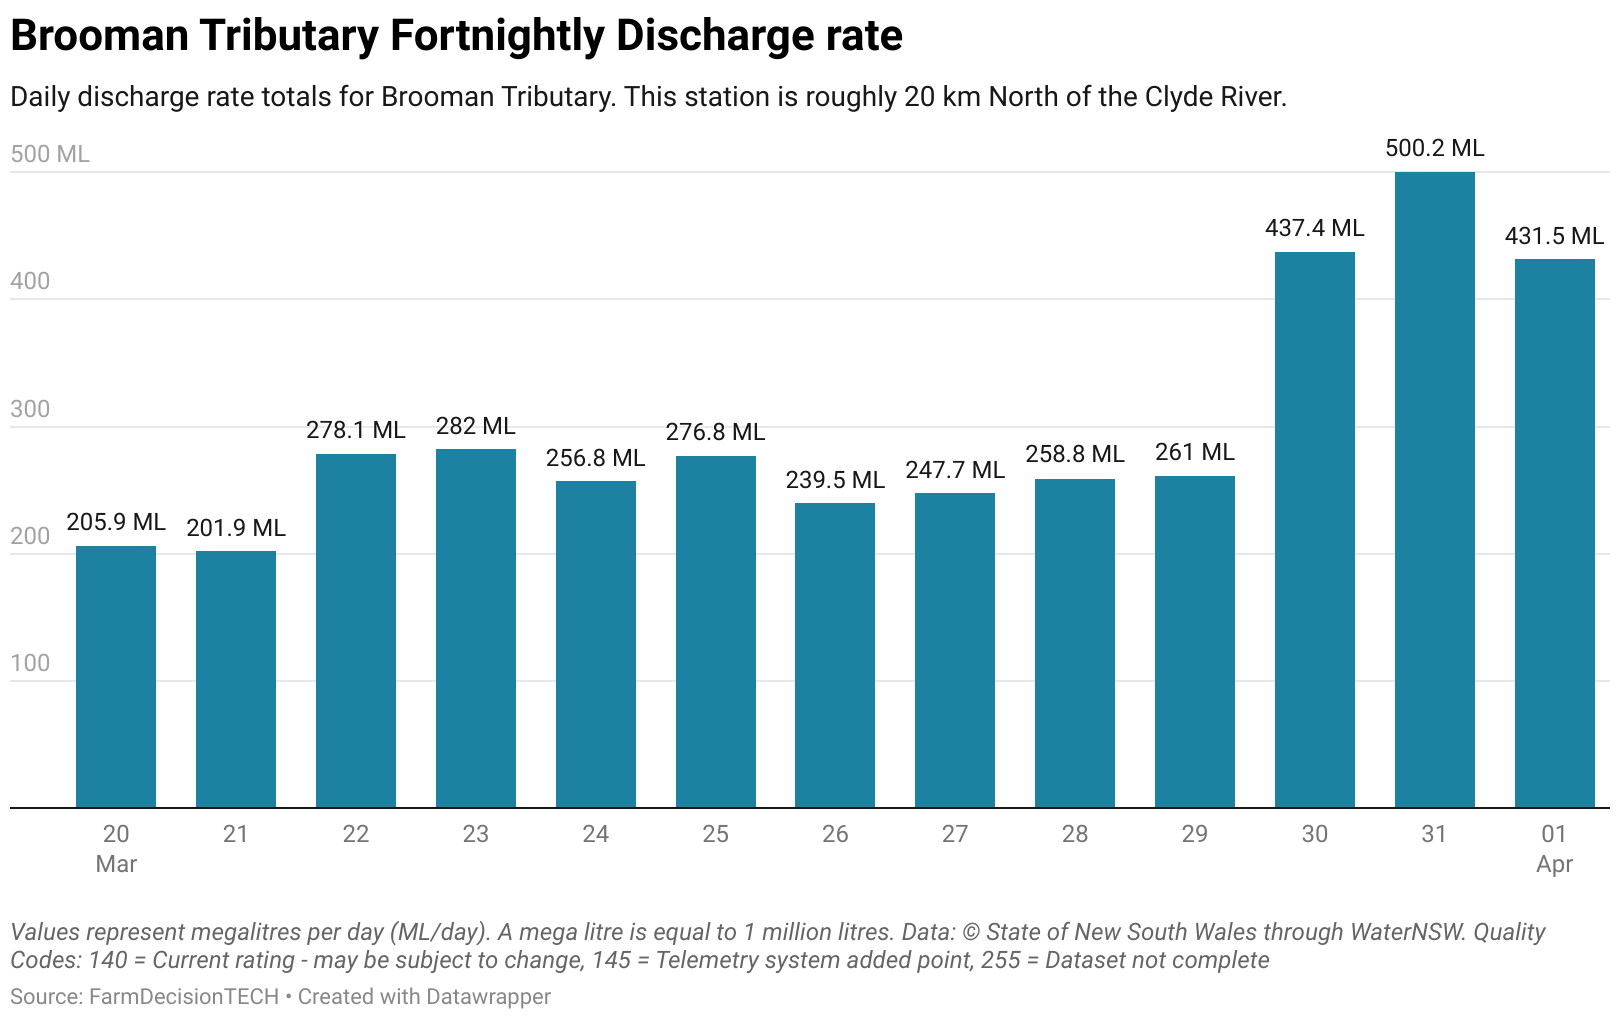 Brooman Tributary Fortnightly Discharge rate
Daily discharge rate totals for Brooman Tributary. This station is roughly 20 km North of the Clyde River.
500 ML
400
300
200
100
205.9 ML
201.9 ML
278.1 ML
282 ML
256.8 ML
276.8 ML
239.5 ML
247.7 ML
258.8 ML
261 ML
437.4 ML
500.2 ML
431.5 ML
20 21 22 23 24 25 26 27 28 29 30 31 01
Mar Apr
Values represent megalitres per day (ML/day). A mega litre is equal to 1 million litres. Data: © State of New South Wales through WaterNSW. Quality
Codes: 140 = Current rating - may be subject to change, 145 = Telemetry system added point, 255 = Dataset not complete
Source: FarmDecisionTECH • Created with Datawrapper